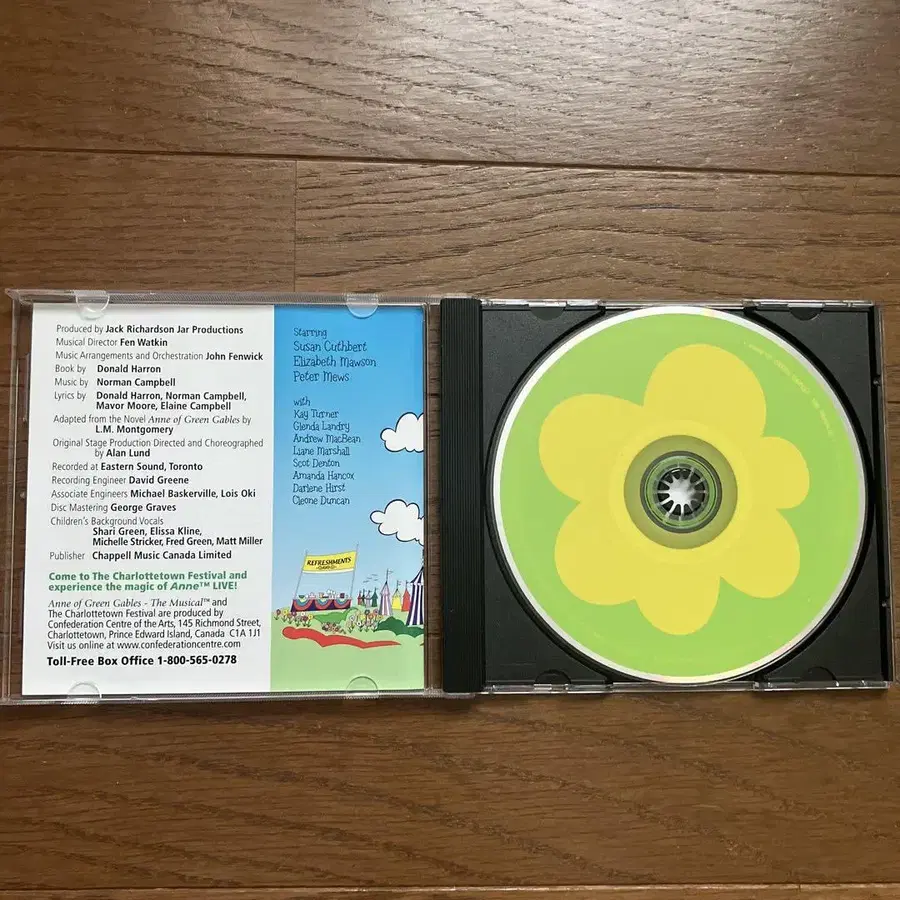 Produced by Jack Richardson Jar Productions
Musical Director Fen Watkin
Music Arrangements and Orchestration John Fenwick
Book by Donald Harron
Music by Norman Campbell
Lyrics by Donald Harron, Norman Campbell,
Mavor Moore, Elaine Campbell
Adapted from the Novel Anne of Green Gables by
L.M. Montgomery
Original Stage Production Directed and Choreographed
by Alan Lund
Recorded at Eastern Sound, Toronto
Recording Engineer David Greene
Associate Engineers Michael Baskerville, Lois Oki
Disc Mastering George Graves
Children's Background Vocals
Shari Green, Elissa Kline,
Michelle Stricker, Fred Green, Matt Miller
Publisher Chappell Music Canada Limited
Come to The Charlottetown Festival and
experience the magic of Anne™ LIVE!
Anne of Green Gables - The Musical™ and
The Charlottetown Festival are produced by
Confederation Centre of the Arts, 145 Richmond Street,
Charlottetown, Prince Edward Island, Canada C1A 1J1
Visit us online at www.confederationcentre.com
Toll-Free Box Office 1-800-565-0278
Starring
Susan Cuthbert
Elizabeth Mawson
Peter Mews
with
Kay Turner
Glenda Landry
Andrew MacBean
Liane Marshall
Scot Denton
Amanda Hancox
Darlene Hirst
Cleone Duncan
REFRESHMENTS